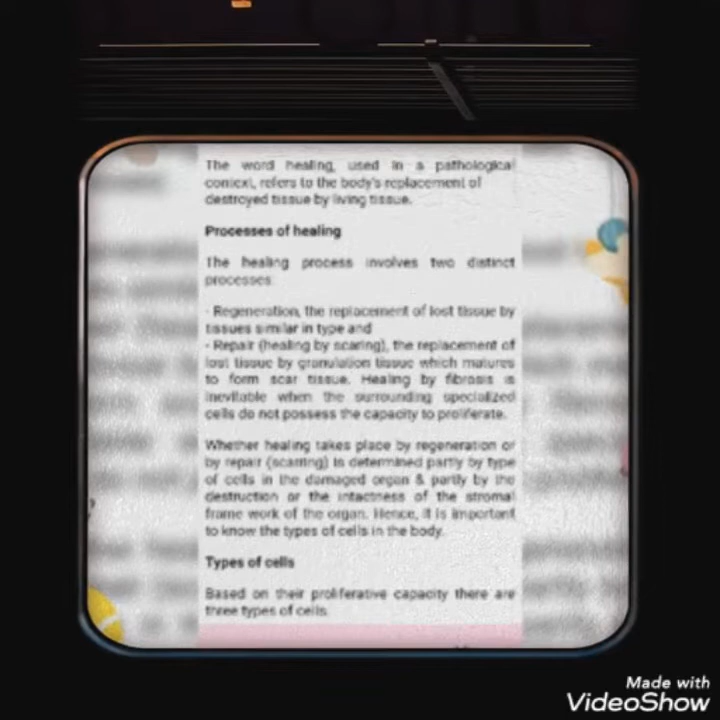 The word healing, used in a pathological
context, refers to the body's replacement of
destroyed tissue by living tissue.
Processes of healing
The healing process involves two distinct
processes:
- Regeneration, the replacement of lost tissue by
tissues similar in type and
- Repair (healing by scaring), the replacement of
lost tissue by granulation tissue which matures
to form scar tissue. Healing by fibrosis is
inevitable when the surrounding specialized
cells do not possess the capacity to proliferate.
Whether healing takes place by regeneration or
by repair (scarring) is determined partly by type
of cells in the damaged organ & partly by the
destruction or the intactness of the stromal
frame work of the organ. Hence, it is important
to know the types of cells in the body.
Types of cells
Based on their proliferative capacity there are
three types of cells.
Made with
VideoShow